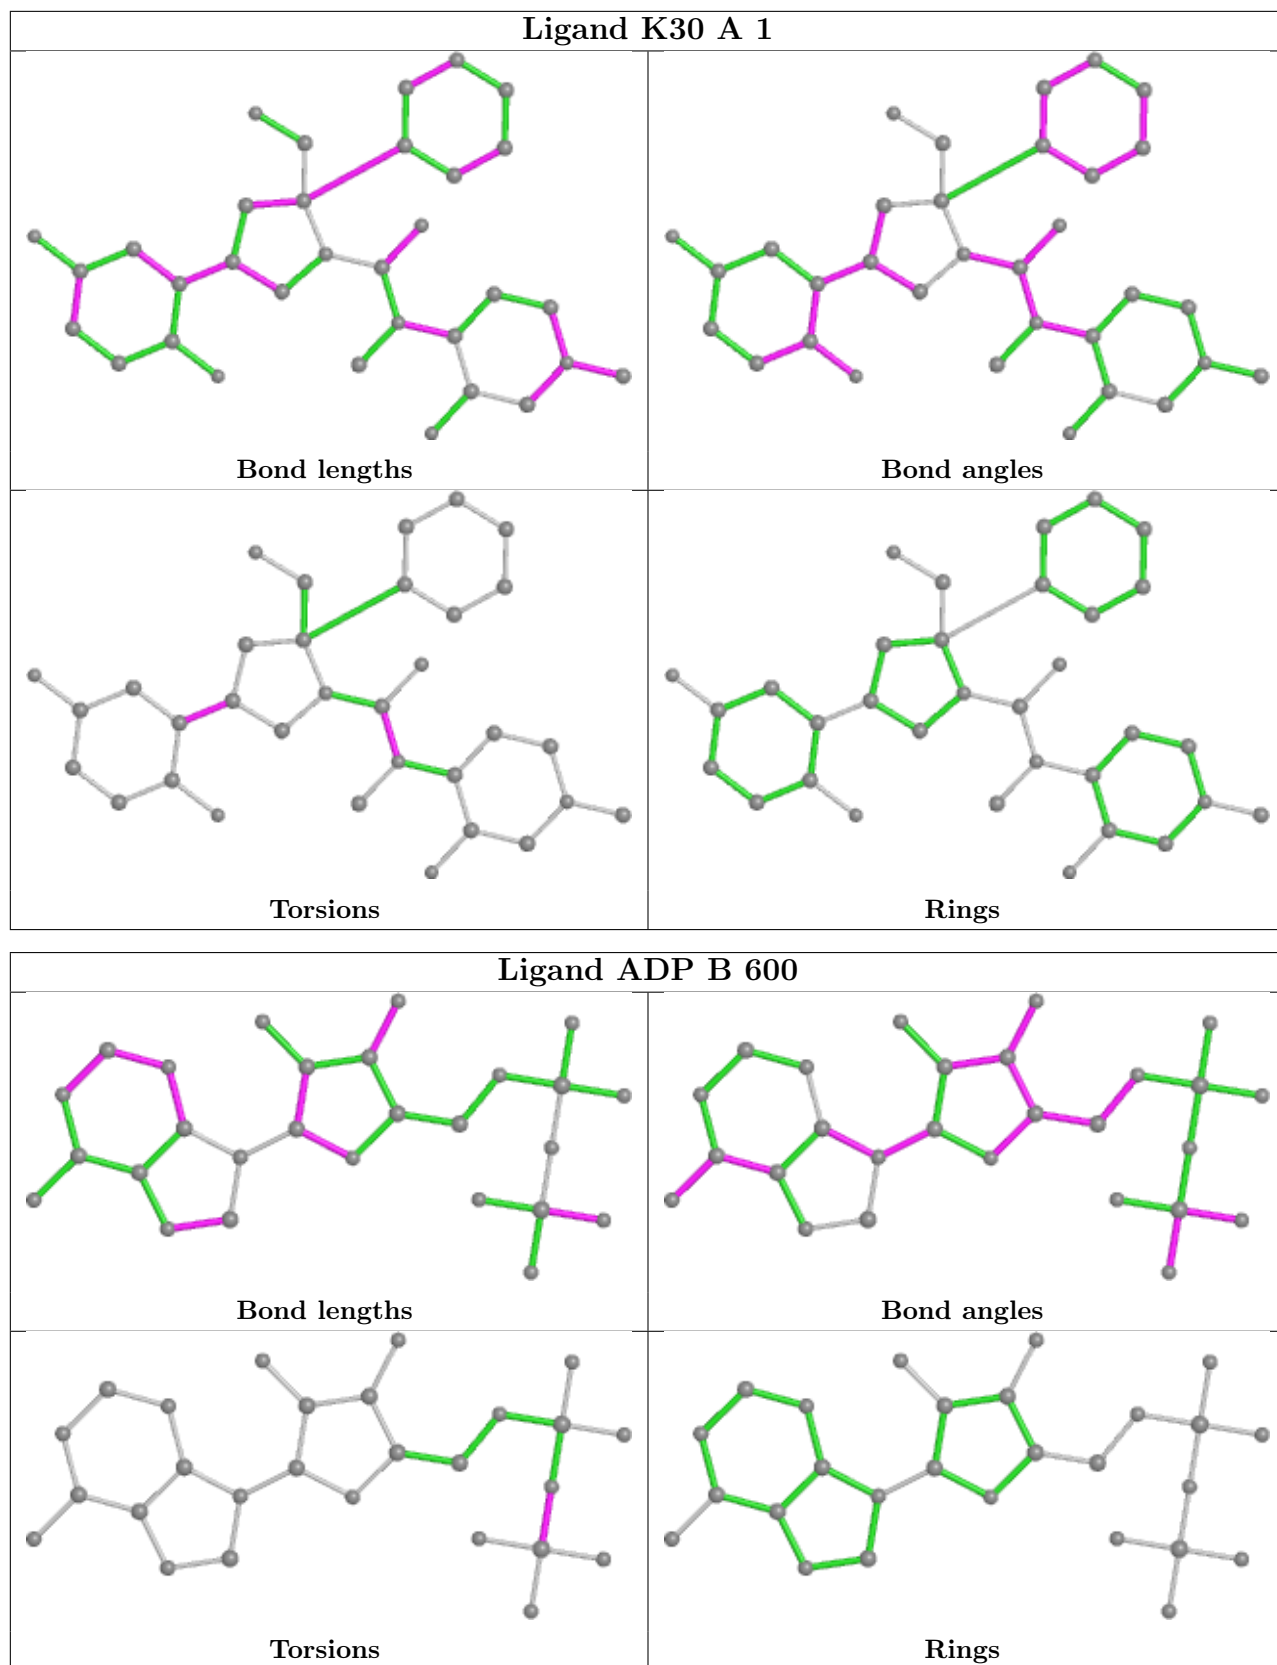 Ligand K30 A 1
Bond lengths
Bond angles
Torsions
Rings
Ligand ADP B 600
Bond lengths
Bond angles
Torsions
Rings